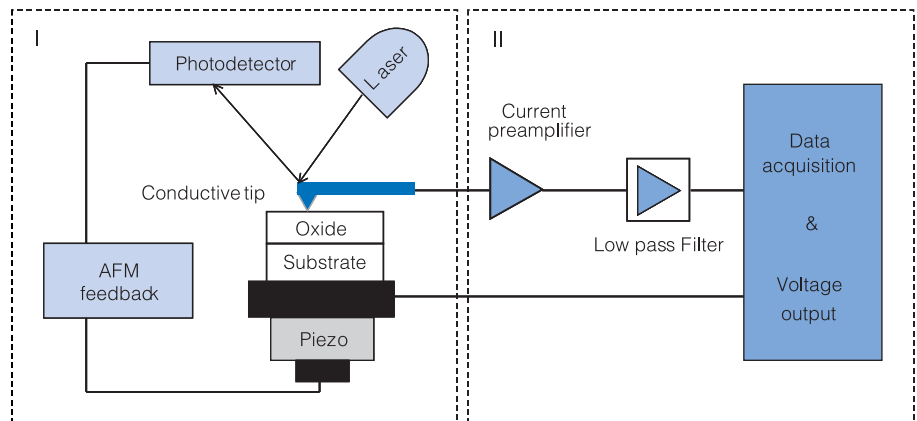 I
Photodetector
Laser
Conductive tip
Oxide
Substrate
AFM
feedback
Piezo
II
Current
preamplifier
Low pass Filter
Data
acquisition
&
Voltage
output